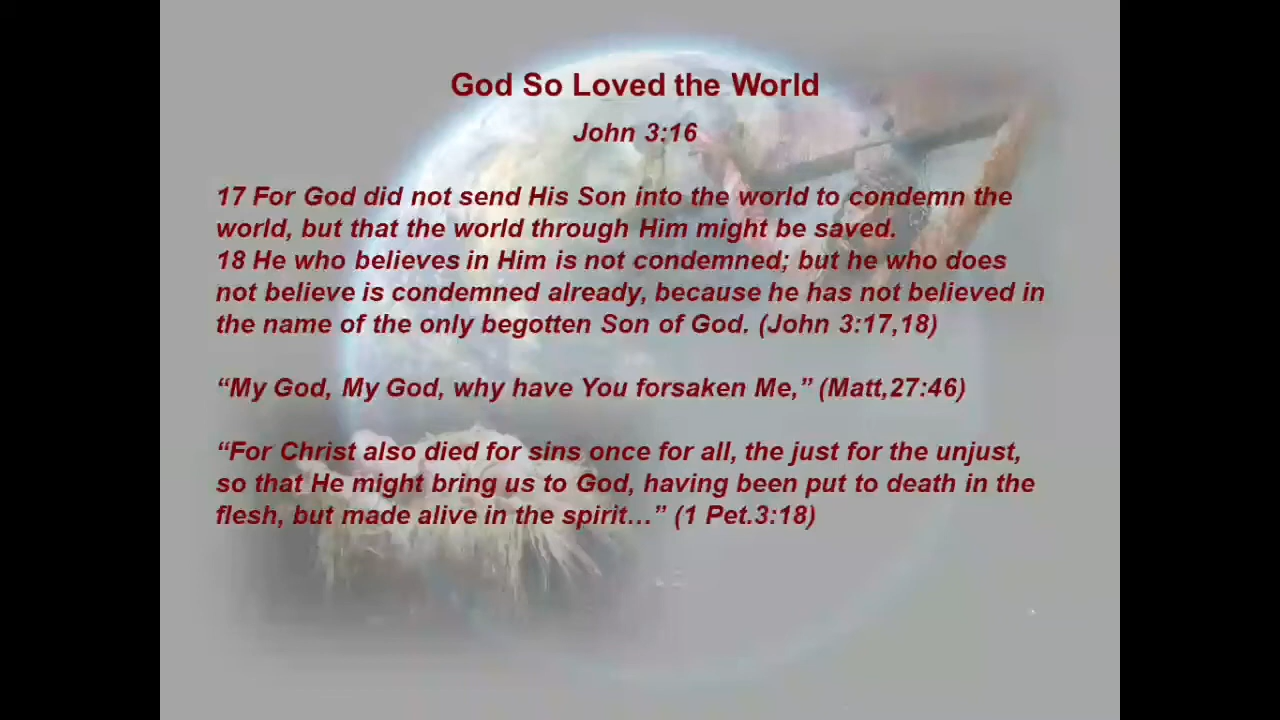 God So Loved the World
John 3:16
17 For God did not send His Son into the world to condemn the
world, but that the world through Him might be saved.
18 He who believes in Him is not condemned; but he who does
not believe is condemned already, because he has not believed in
the name of the only begotten Son of God. (John 3:17,18)
“My God, My God, why have You forsaken Me,” (Matt,27:46)
“For Christ also died for sins once for all, the just for the unjust,
so that He might bring us to God, having been put to death in the
flesh, but made alive in the spirit…” (1 Pet.3:18)